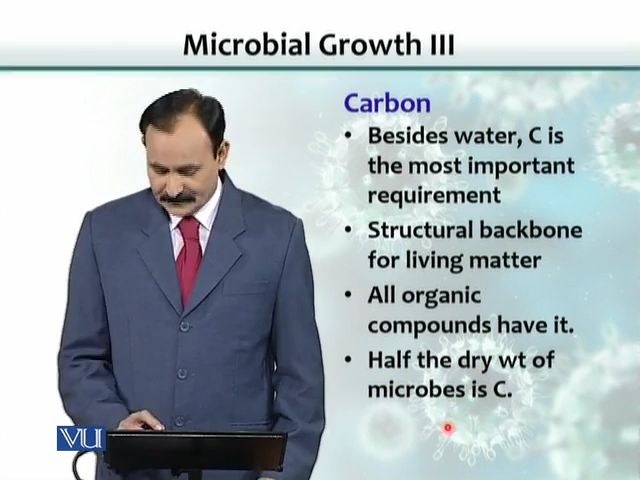 Microbial Growth III
Carbon
• Besides water, C is
the most important
requirement
• Structural backbone
for living matter
• All organic
compounds have it.
• Half the dry wt of
microbes is C.
VU